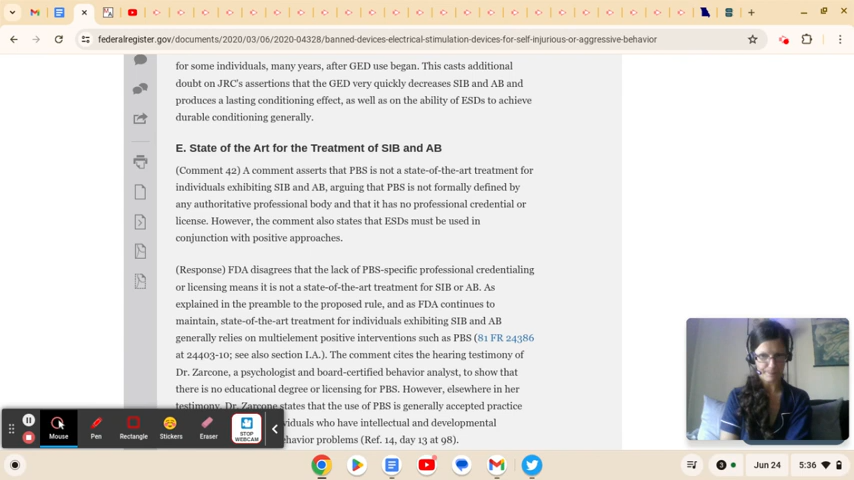 federalregister.gov/documents/2020/03/06/2020-04328/banned-devices-electrical-stimulation-devices-for-self-injurious-or-aggressive-behavior
for some individuals, many years, after GED use began. This casts additional
doubt on JRC's assertions that the GED very quickly decreases SIB and AB and
produces a lasting conditioning effect, as well as on the ability of ESDs to achieve
durable conditioning generally.
E. State of the Art for the Treatment of SIB and AB
(Comment 42) A comment asserts that PBS is not a state-of-the-art treatment for
individuals exhibiting SIB and AB, arguing that PBS is not formally defined by
any authoritative professional body and that it has no professional credential or
license. However, the comment also states that ESDs must be used in
conjunction with positive approaches.
(Response) FDA disagrees that the lack of PBS-specific professional credentialing
or licensing means it is not a state-of-the-art treatment for SIB or AB. As
explained in the preamble to the proposed rule, and as FDA continues to
maintain, state-of-the-art treatment for individuals exhibiting SIB and AB
generally relies on multielement positive interventions such as PBS (81 FR 24386
at 24403-10; see also section I.A.). The comment cites the hearing testimony of
Dr. Zarcone, a psychologist and board-certified behavior analyst, to show that
there is no educational degree or licensing for PBS. However, elsewhere in her
testimony, Dr. Zarcone states that the use of PBS is generally accepted practice
viduals who have intellectual and developmental
ehavior problems (Ref. 14, day 13 at 98).
Mouse
Pen
Rectangle
Stickers
Eraser
STOP
WEBCAM
3
Jun 24
5:36